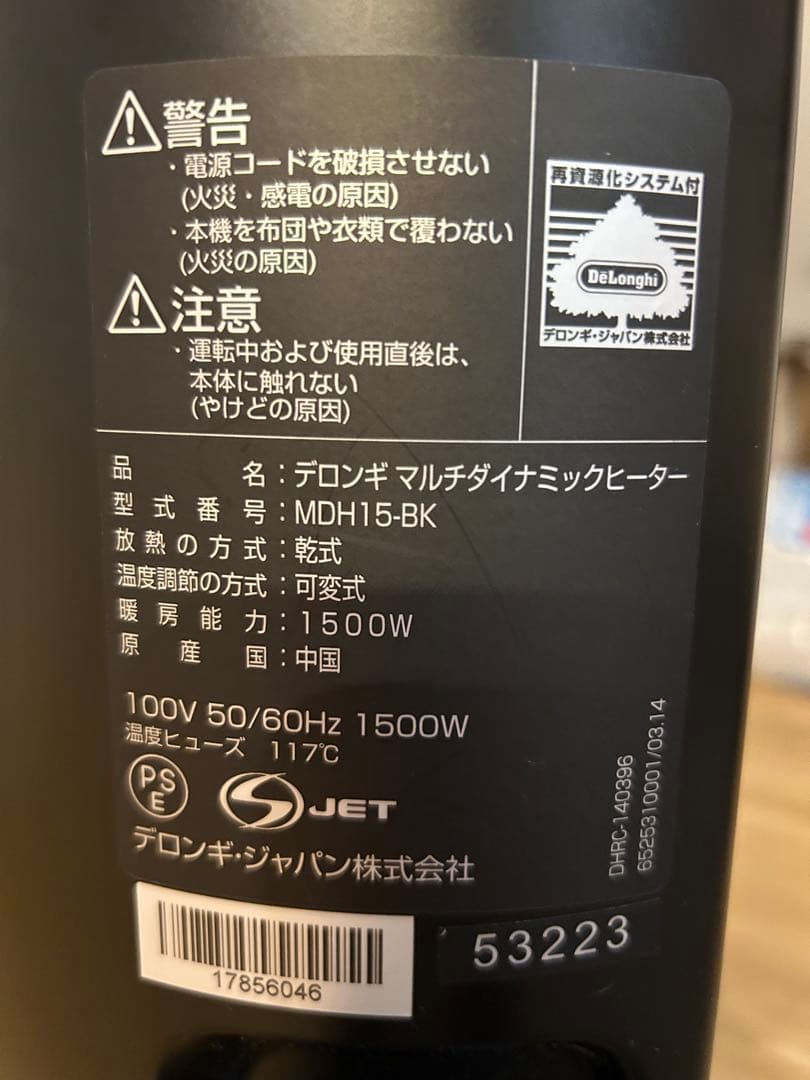 警告
・電源コードを破損させない
(火災・感電の原因)
・本機を布団や衣類で覆わない
(火災の原因)
注意
・運転中および使用直後は、
本体に触れない
(やけどの原因)
再資源化システム付
DeLonghi
デロンギ・ジャパン株式会社
品名：デロンギ マルチダイナミックヒーター
型式番号：MDH15-BK
放熱の方式：乾式
温度調節の方式：可変式
暖房能力：1500W
原産国：中国
100V 50/60Hz 1500W
温度ヒューズ 117℃
PSE
JET
デロンギ・ジャパン株式会社
DHRC-140396
6525310001/03.14
17856046
53223